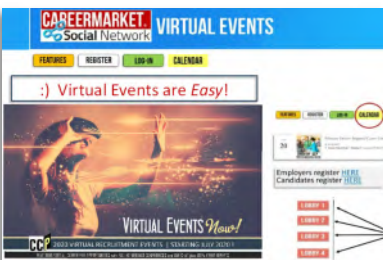 CAREERMARKET.
Social Network
VIRTUAL EVENTS
FEATURES REGISTER LOG-IN CALENDAR
:) Virtual Events are Easy!
FEATURES REGISTER LOG-IN CALENDAR
Employers register HERE
Candidates register HERE
LOBBY 1
LOBBY 2
LOBBY 3
LOBBY 4
VIRTUAL EVENTS Now!
2022 VIRTUAL RECRUITMENT EVENTS | STARTING JULY 2020!